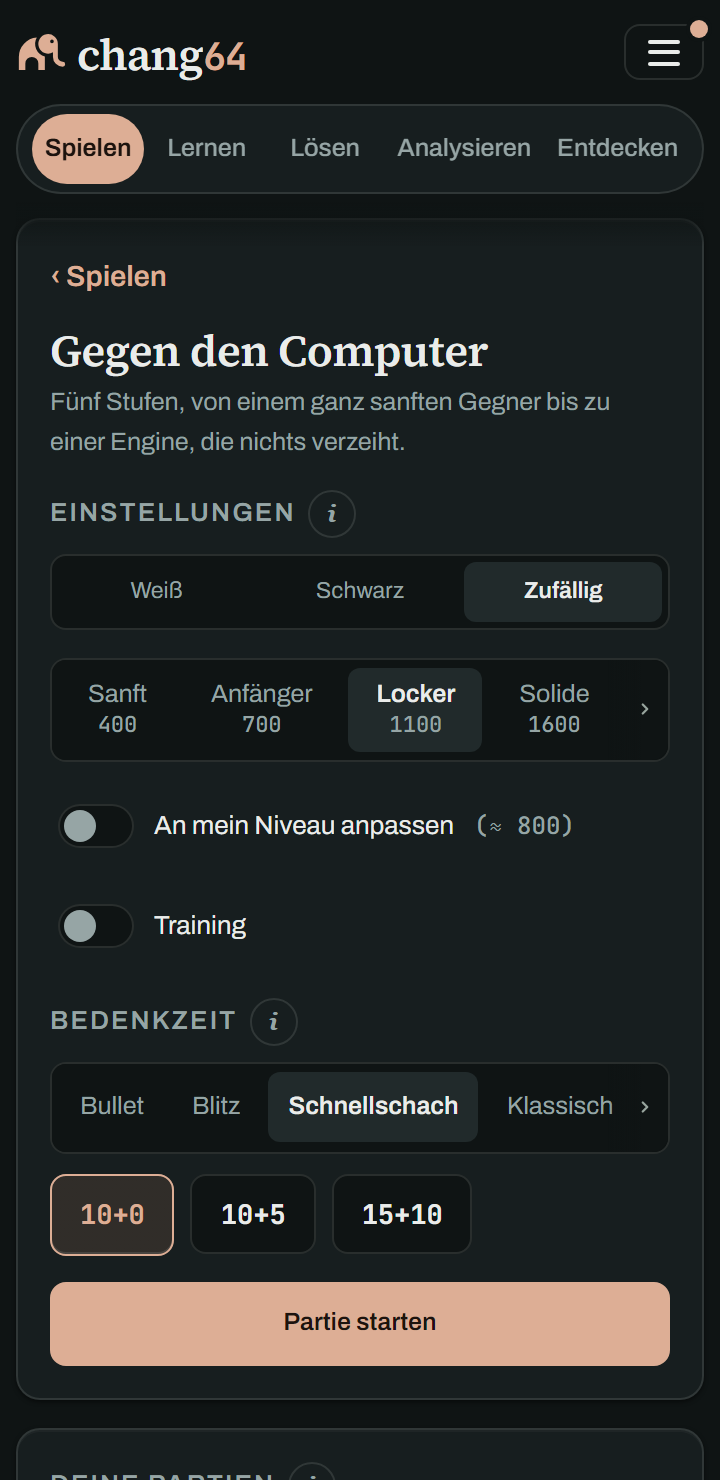 chang64
Spielen Lernen Lösen Analysieren Entdecken
‹ Spielen
Gegen den Computer
Fünf Stufen, von einem ganz sanften Gegner bis zu
einer Engine, die nichts verzeiht.
EINSTELLUNGEN i
Weiß Schwarz Zufällig
Sanft Anfänger Locker Solide ›
400 700 1100 1600
An mein Niveau anpassen (≈ 800)
Training
BEDENKZEIT i
Bullet Blitz Schnellschach Klassisch ›
10+0 10+5 15+10
Partie starten
DEINE PARTIEN i